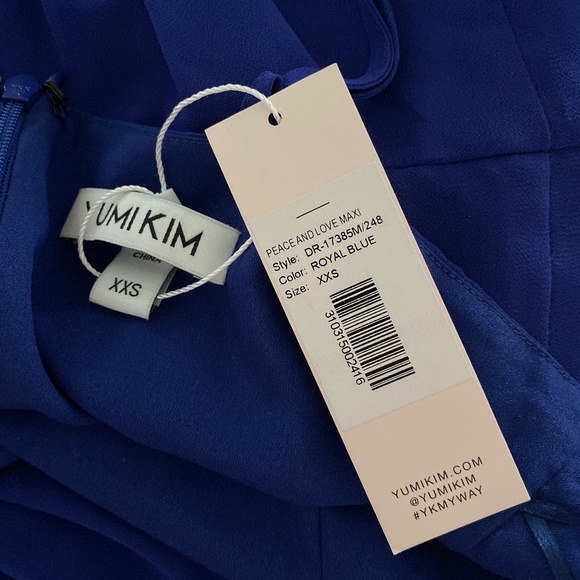 YUMI KIM
CHINA
XXS
PEACE AND LOVE MAXI
Style: DR-17385M/248
Color: ROYAL BLUE
Size: XXS
310315002416
YUMIKIM.COM
@YUMIKIM
#YKMYWAY